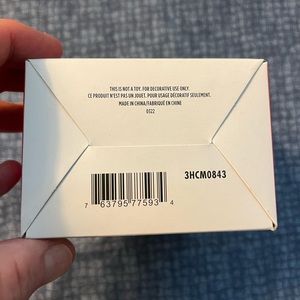 THIS IS NOT A TOY. FOR DECORATIVE USE ONLY.
CE PRODUIT N'EST PAS UN JOUET. POUR USAGE DÉCORATIF SEULEMENT.
MADE IN CHINA/FABRIQUÉ EN CHINE
0122
3HCM0843
7 63795 77593 4